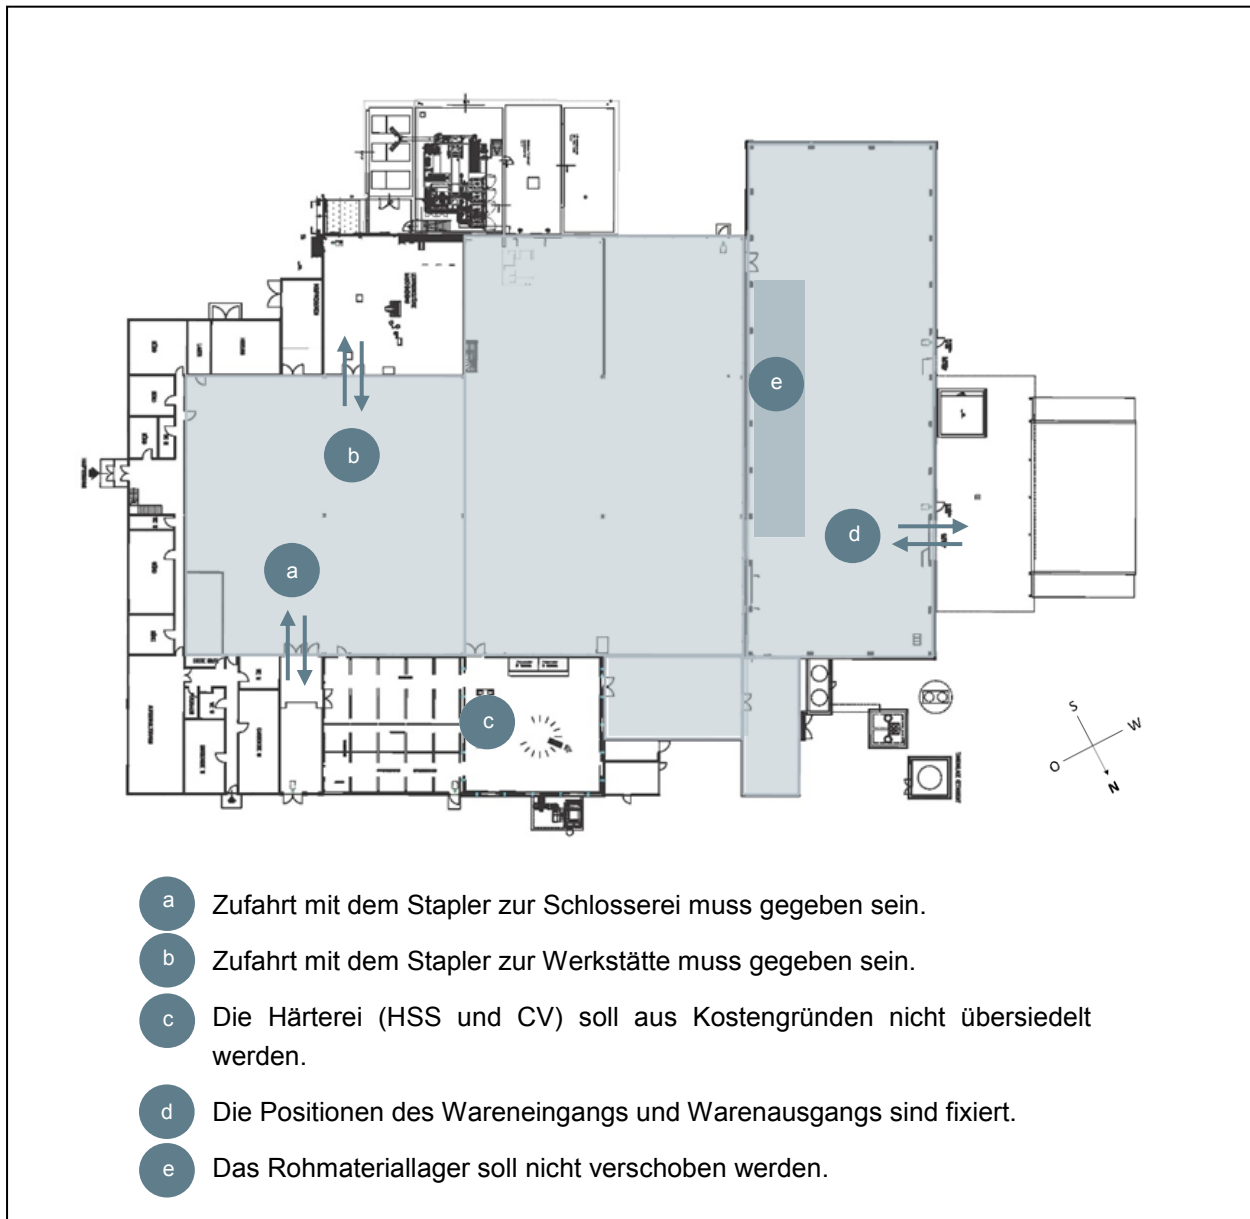 e
b
d
a
c
S
W
O
N
a Zufahrt mit dem Stapler zur Schlosserei muss gegeben sein.
b Zufahrt mit dem Stapler zur Werkstätte muss gegeben sein.
c Die Härterei (HSS und CV) soll aus Kostengründen nicht übersiedelt
werden.
d Die Positionen des Wareneingangs und Warenausgangs sind fixiert.
e Das Rohmateriallager soll nicht verschoben werden.